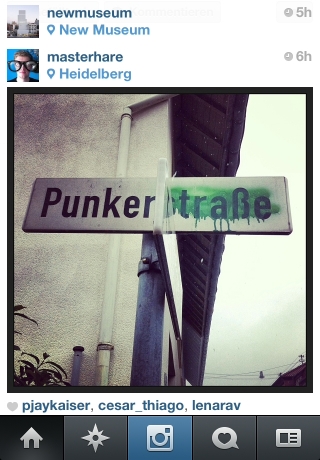 newmuseum 5h
New Museum
masterhare 6h
Heidelberg
Punkerstraße
pjaykaiser, cesar_thiago, lenarav